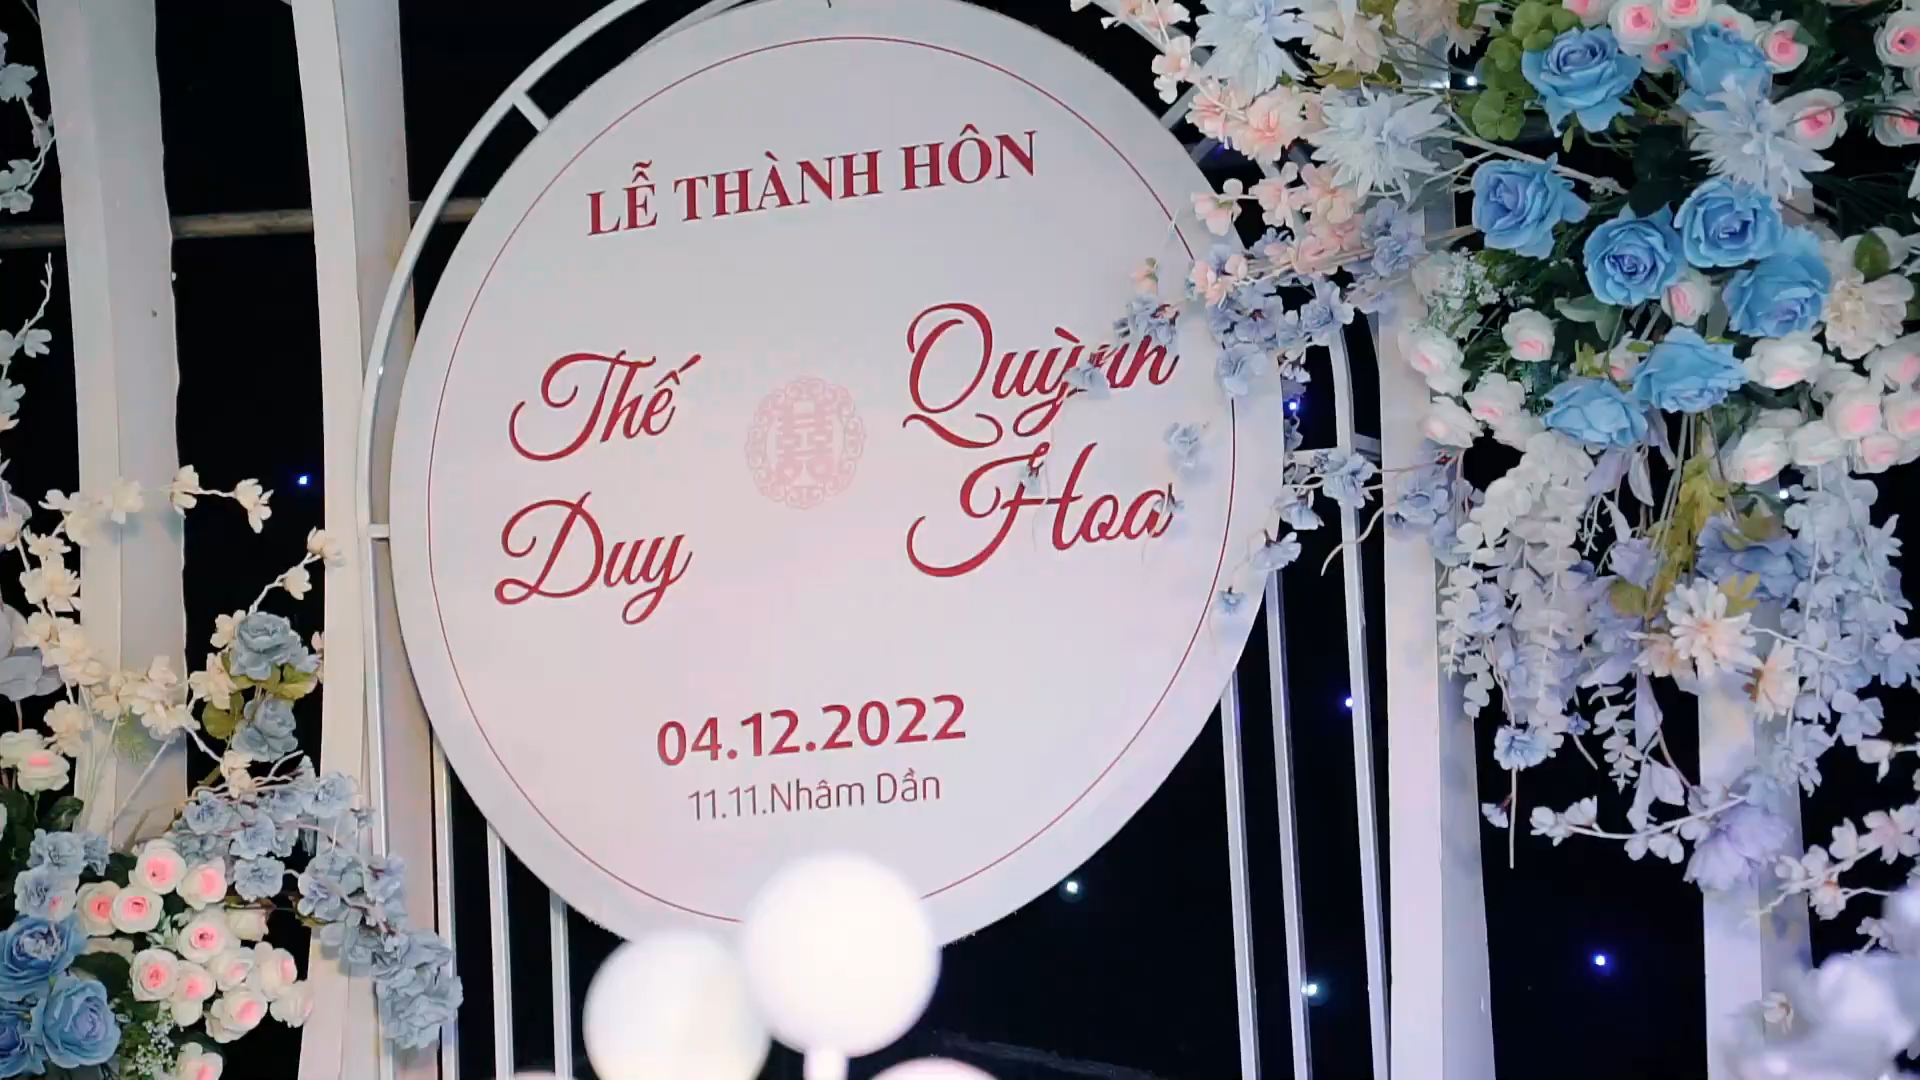 LỄ THÀNH HÔN
Thế Duy
Quỳnh Hoa
04.12.2022
11.11.Nhâm Dần